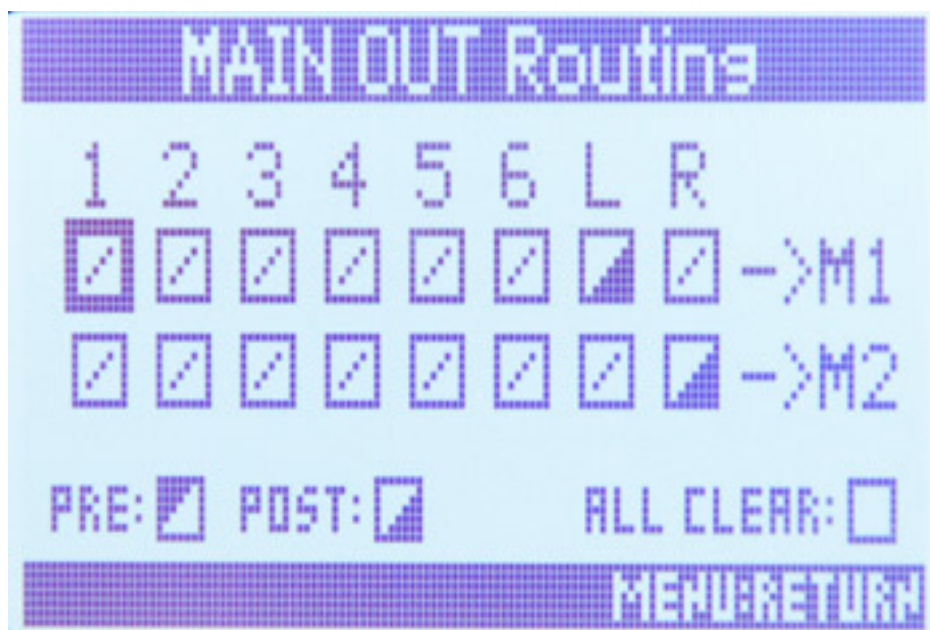 MAIN OUT Routing
1 2 3 4 5 6 L R
->M1
->M2
PRE: POST: ALL CLEAR:
MENU:RETURN